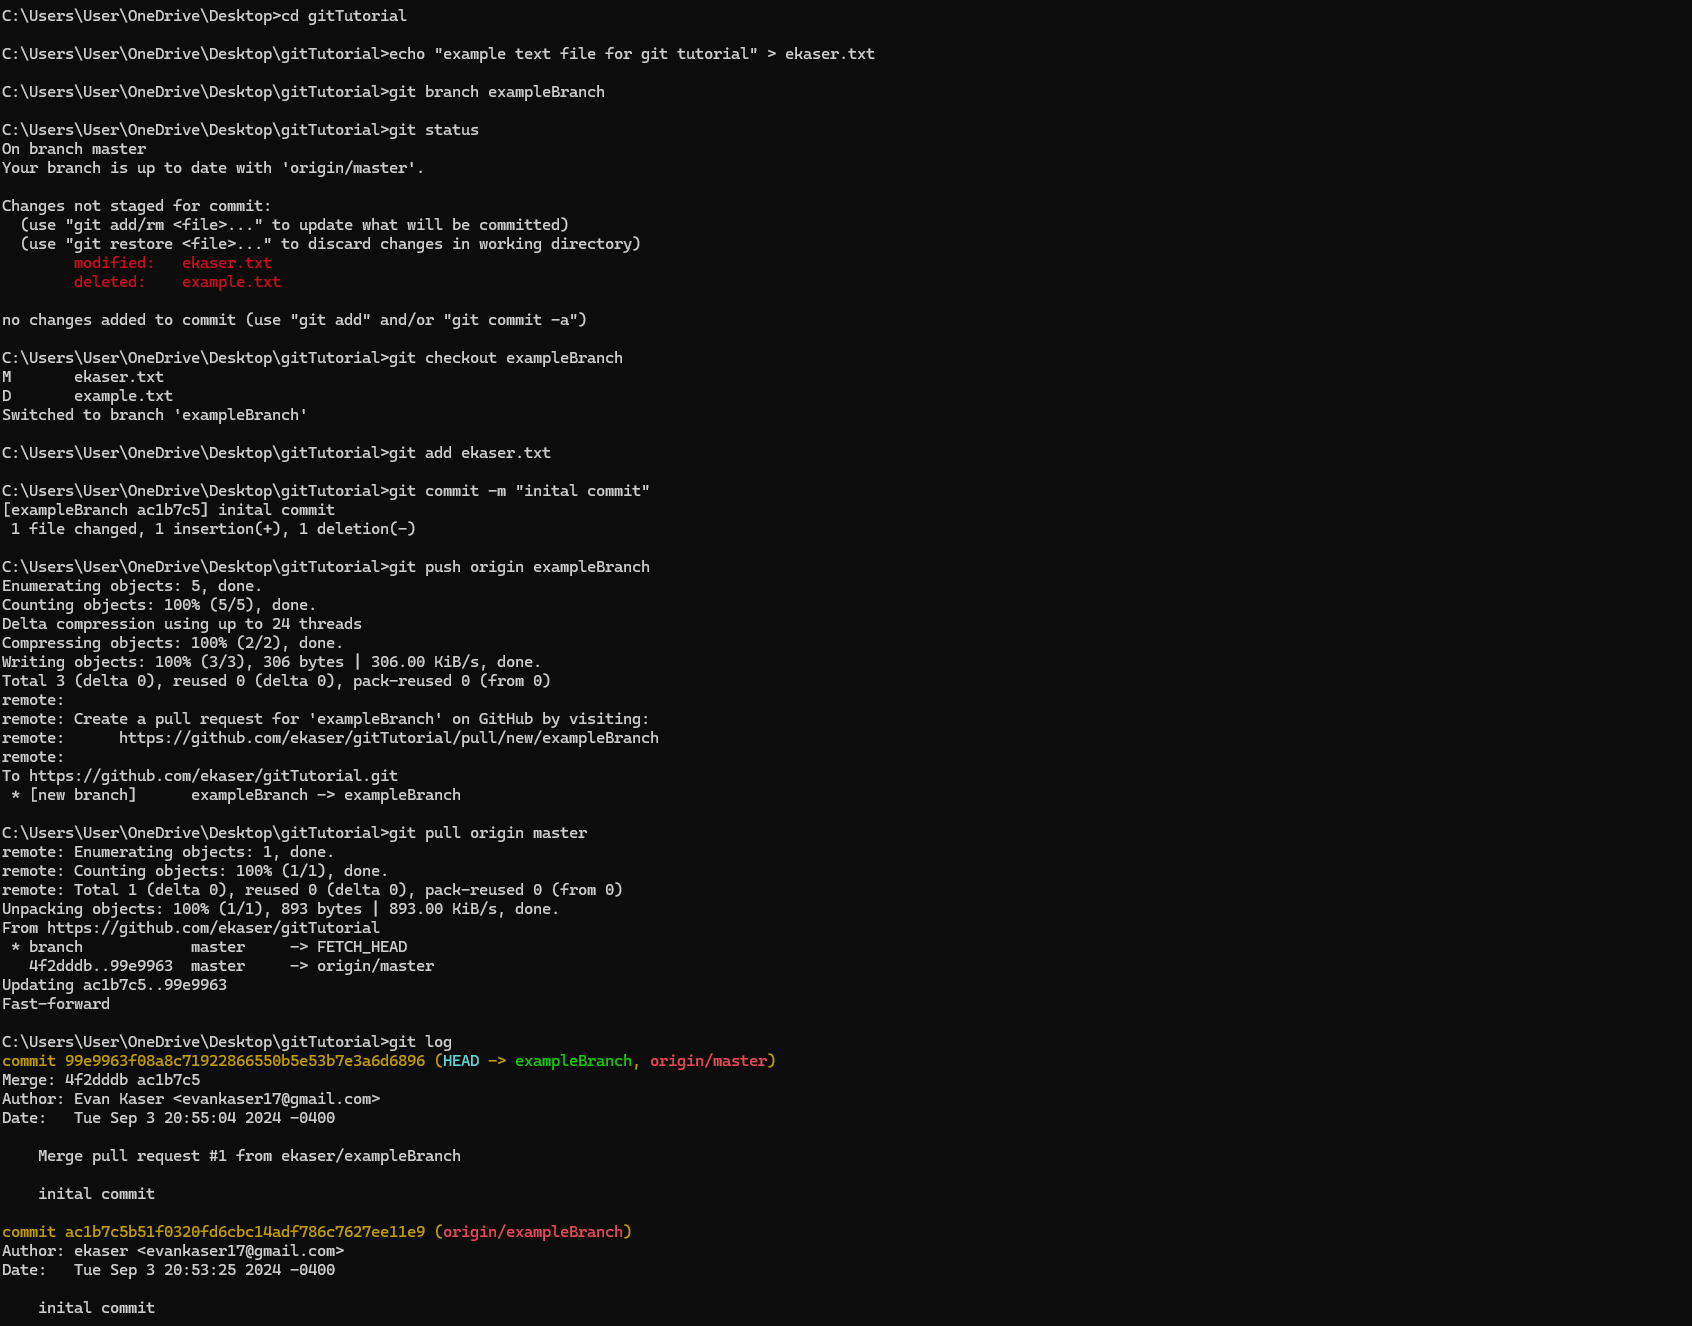 C:\Users\User\OneDrive\Desktop>cd gitTutorial
C:\Users\User\OneDrive\Desktop\gitTutorial>echo "example text file for git tutorial" > ekaser.txt
C:\Users\User\OneDrive\Desktop\gitTutorial>git branch exampleBranch
C:\Users\User\OneDrive\Desktop\gitTutorial>git status
On branch master
Your branch is up to date with 'origin/master'.
Changes not staged for commit:
  (use "git add/rm <file>..." to update what will be committed)
  (use "git restore <file>..." to discard changes in working directory)
        modified:   ekaser.txt
        deleted:    example.txt
no changes added to commit (use "git add" and/or "git commit -a")
C:\Users\User\OneDrive\Desktop\gitTutorial>git checkout exampleBranch
M       ekaser.txt
D       example.txt
Switched to branch 'exampleBranch'
C:\Users\User\OneDrive\Desktop\gitTutorial>git add ekaser.txt
C:\Users\User\OneDrive\Desktop\gitTutorial>git commit -m "inital commit"
[exampleBranch ac1b7c5] inital commit
 1 file changed, 1 insertion(+), 1 deletion(-)
C:\Users\User\OneDrive\Desktop\gitTutorial>git push origin exampleBranch
Enumerating objects: 5, done.
Counting objects: 100% (5/5), done.
Delta compression using up to 24 threads
Compressing objects: 100% (2/2), done.
Writing objects: 100% (3/3), 306 bytes | 306.00 KiB/s, done.
Total 3 (delta 0), reused 0 (delta 0), pack-reused 0 (from 0)
remote:
remote: Create a pull request for 'exampleBranch' on GitHub by visiting:
remote:      https://github.com/ekaser/gitTutorial/pull/new/exampleBranch
remote:
To https://github.com/ekaser/gitTutorial.git
 * [new branch]      exampleBranch -> exampleBranch
C:\Users\User\OneDrive\Desktop\gitTutorial>git pull origin master
remote: Enumerating objects: 1, done.
remote: Counting objects: 100% (1/1), done.
remote: Total 1 (delta 0), reused 0 (delta 0), pack-reused 0 (from 0)
Unpacking objects: 100% (1/1), 893 bytes | 893.00 KiB/s, done.
From https://github.com/ekaser/gitTutorial
 * branch            master     -> FETCH_HEAD
   4f2dddb..99e9963  master     -> origin/master
Updating ac1b7c5..99e9963
Fast-forward
C:\Users\User\OneDrive\Desktop\gitTutorial>git log
commit 99e9963f08a8c71922866550b5e53b7e3a6d6896 (HEAD -> exampleBranch, origin/master)
Merge: 4f2dddb ac1b7c5
Author: Evan Kaser <evankaser17@gmail.com>
Date:   Tue Sep 3 20:55:04 2024 -0400
    Merge pull request #1 from ekaser/exampleBranch
    inital commit
commit ac1b7c5b51f0320fd6cbc14adf786c7627ee11e9 (origin/exampleBranch)
Author: ekaser <evankaser17@gmail.com>
Date:   Tue Sep 3 20:53:25 2024 -0400
    inital commit